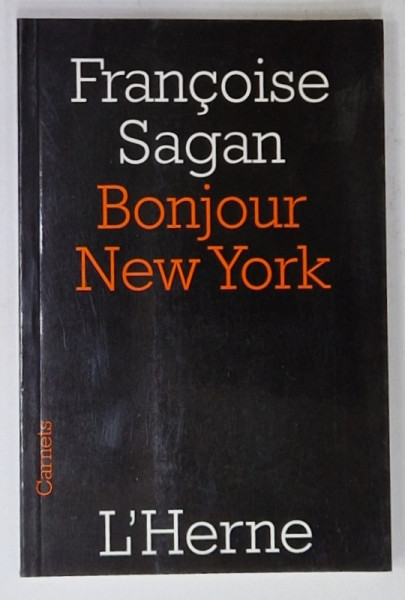 Françoise
Sagan
Bonjour
New York
Carnets
L'Herne